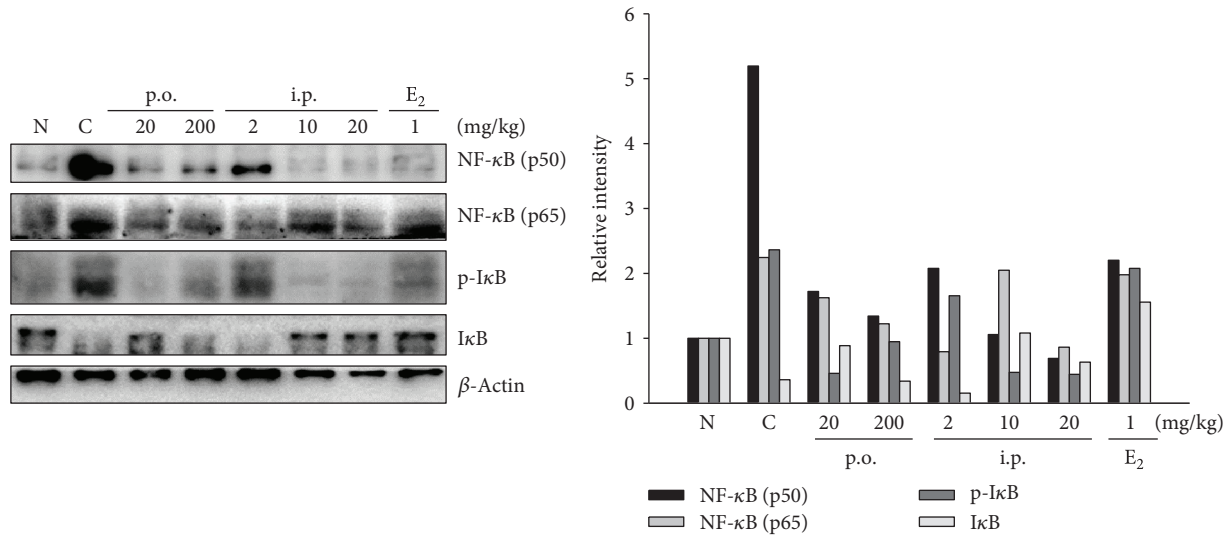 p.o. i.p. E₂
N C 20 200 2 10 20 1 (mg/kg)
NF-κB (p50)
NF-κB (p65)
p-IκB
IκB
β-Actin
6
5
4
3
2
1
0
Relative intensity
N C 20 200 2 10 20 1 (mg/kg)
p.o. i.p. E₂
NF-κB (p50) p-IκB
NF-κB (p65) IκB